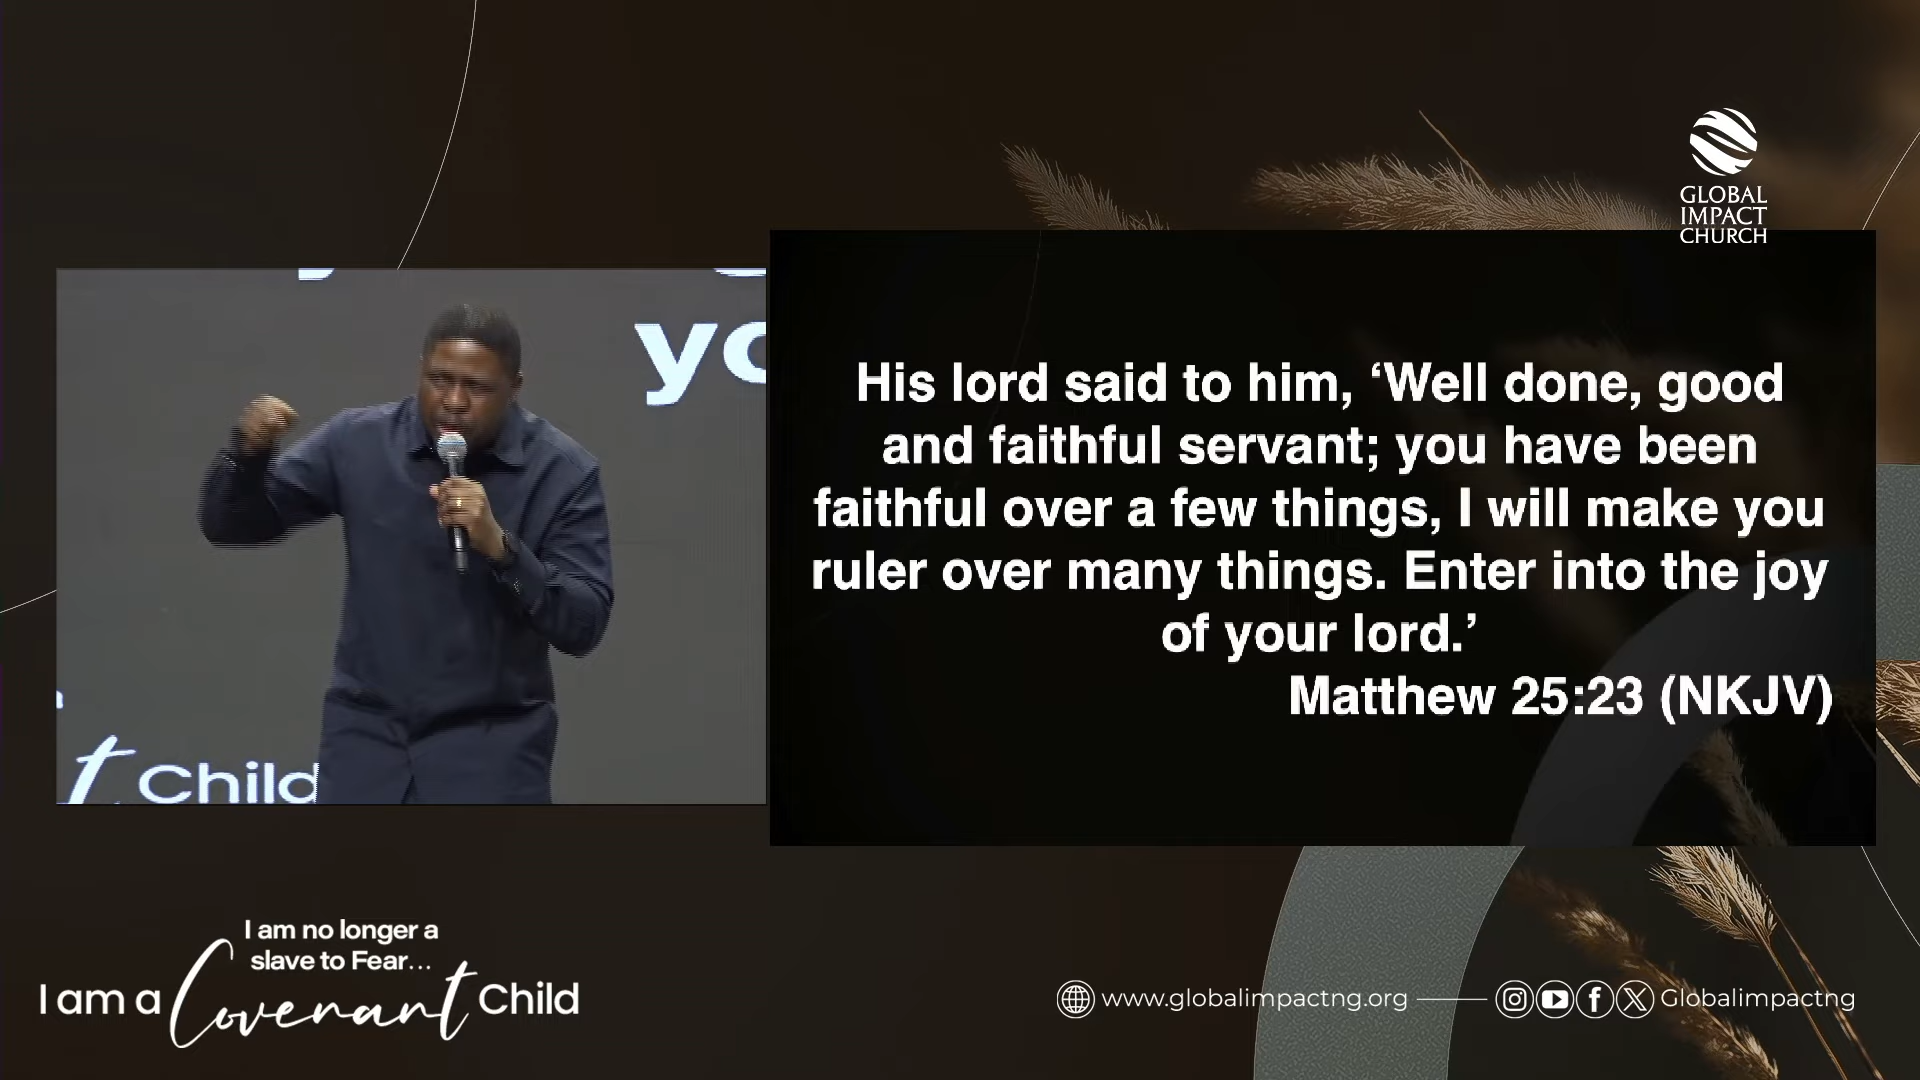 GLOBAL
IMPACT
CHURCH
yo
t Child
His lord said to him, ‘Well done, good
and faithful servant; you have been
faithful over a few things, I will make you
ruler over many things. Enter into the joy
of your lord.’
Matthew 25:23 (NKJV)
I am no longer a
slave to Fear...
I am a Covenant Child
www.globalimpactng.org
Globalimpactng